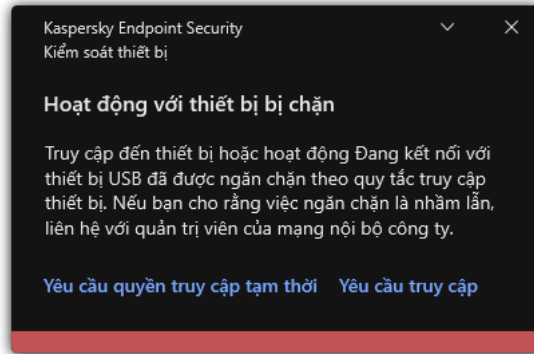 Kaspersky Endpoint Security
Kiểm soát thiết bị
Hoạt động với thiết bị bị chặn
Truy cập đến thiết bị hoặc hoạt động Đang kết nối với
thiết bị USB đã được ngăn chặn theo quy tắc truy cập
thiết bị. Nếu bạn cho rằng việc ngăn chặn là nhầm lẫn,
liên hệ với quản trị viên của mạng nội bộ công ty.
Yêu cầu quyền truy cập tạm thời Yêu cầu truy cập